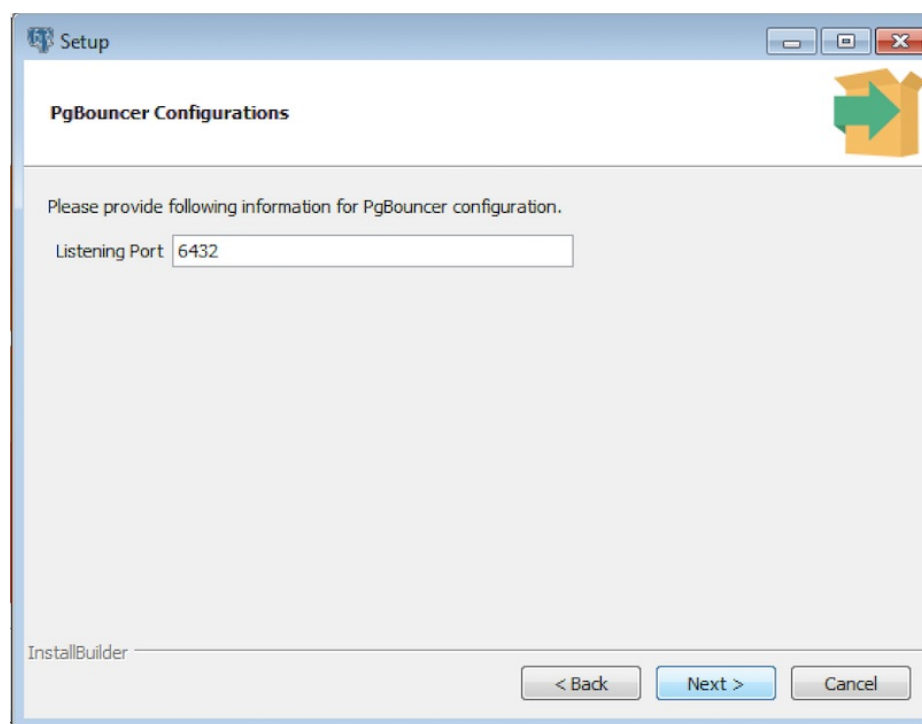 Setup
PgBouncer Configurations
Please provide following information for PgBouncer configuration.
Listening Port 6432
InstallBuilder
< Back Next > Cancel